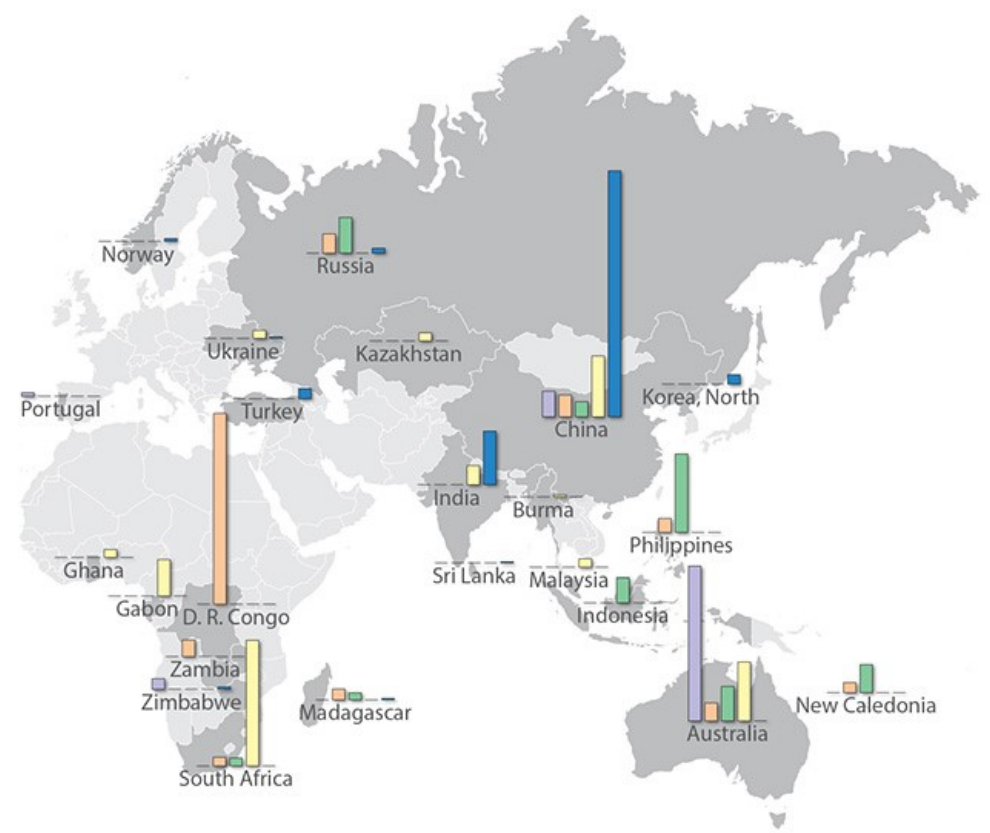 Norway
Russia
Ukraine
Kazakhstan
Portugal
Turkey
Korea, North
China
India
Burma
Philippines
Ghana
Sri Lanka
Malaysia
Gabon
D. R. Congo
Indonesia
Zambia
Zimbabwe
Madagascar
New Caledonia
Australia
South Africa